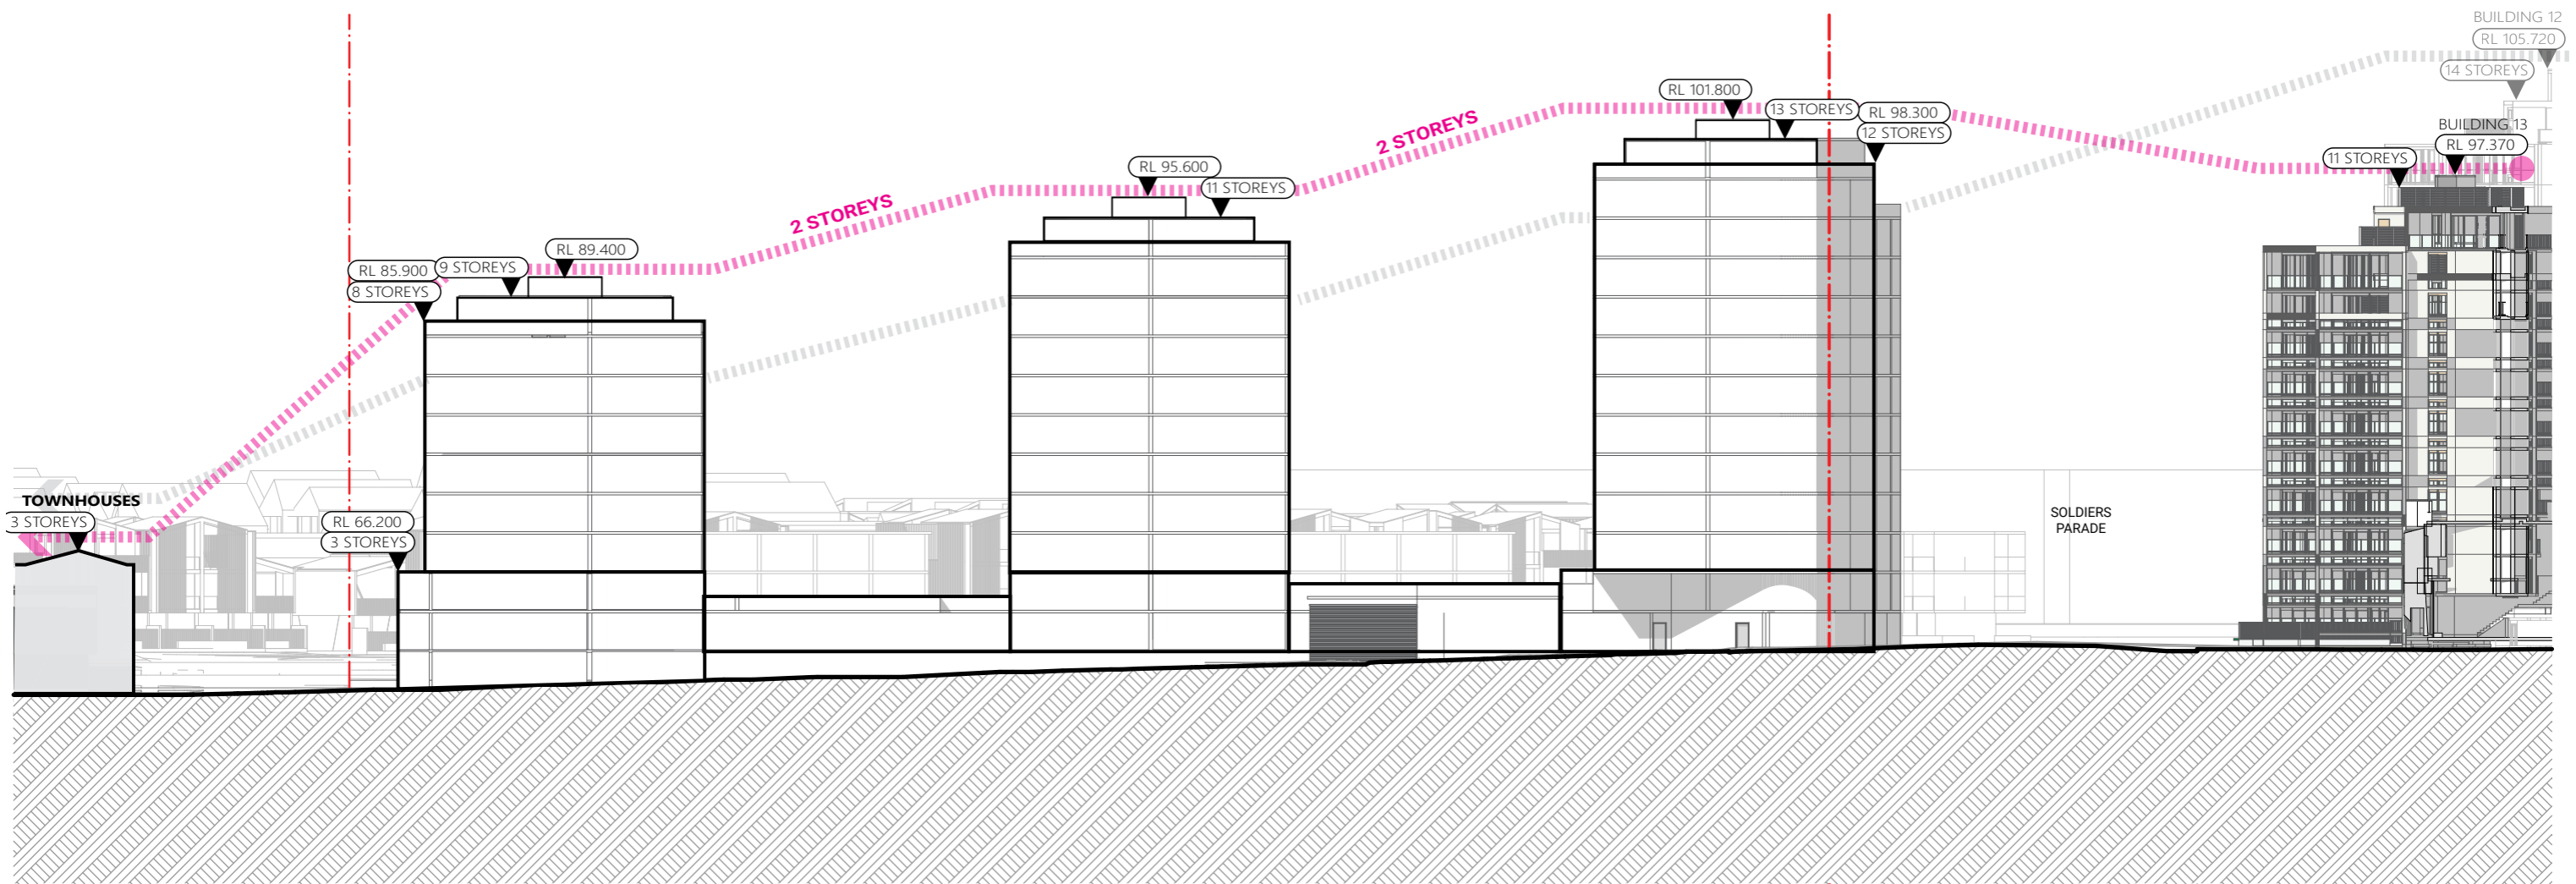 BUILDING 12
RL 105.720
14 STOREYS
RL 101.800
13 STOREYS
RL 98.300
12 STOREYS
2 STOREYS
BUILDING 13
RL 97.370
11 STOREYS
RL 95.600
11 STOREYS
2 STOREYS
RL 89.400
9 STOREYS
RL 85.900
8 STOREYS
TOWNHOUSES
3 STOREYS
RL 66.200
3 STOREYS
SOLDIERS
PARADE